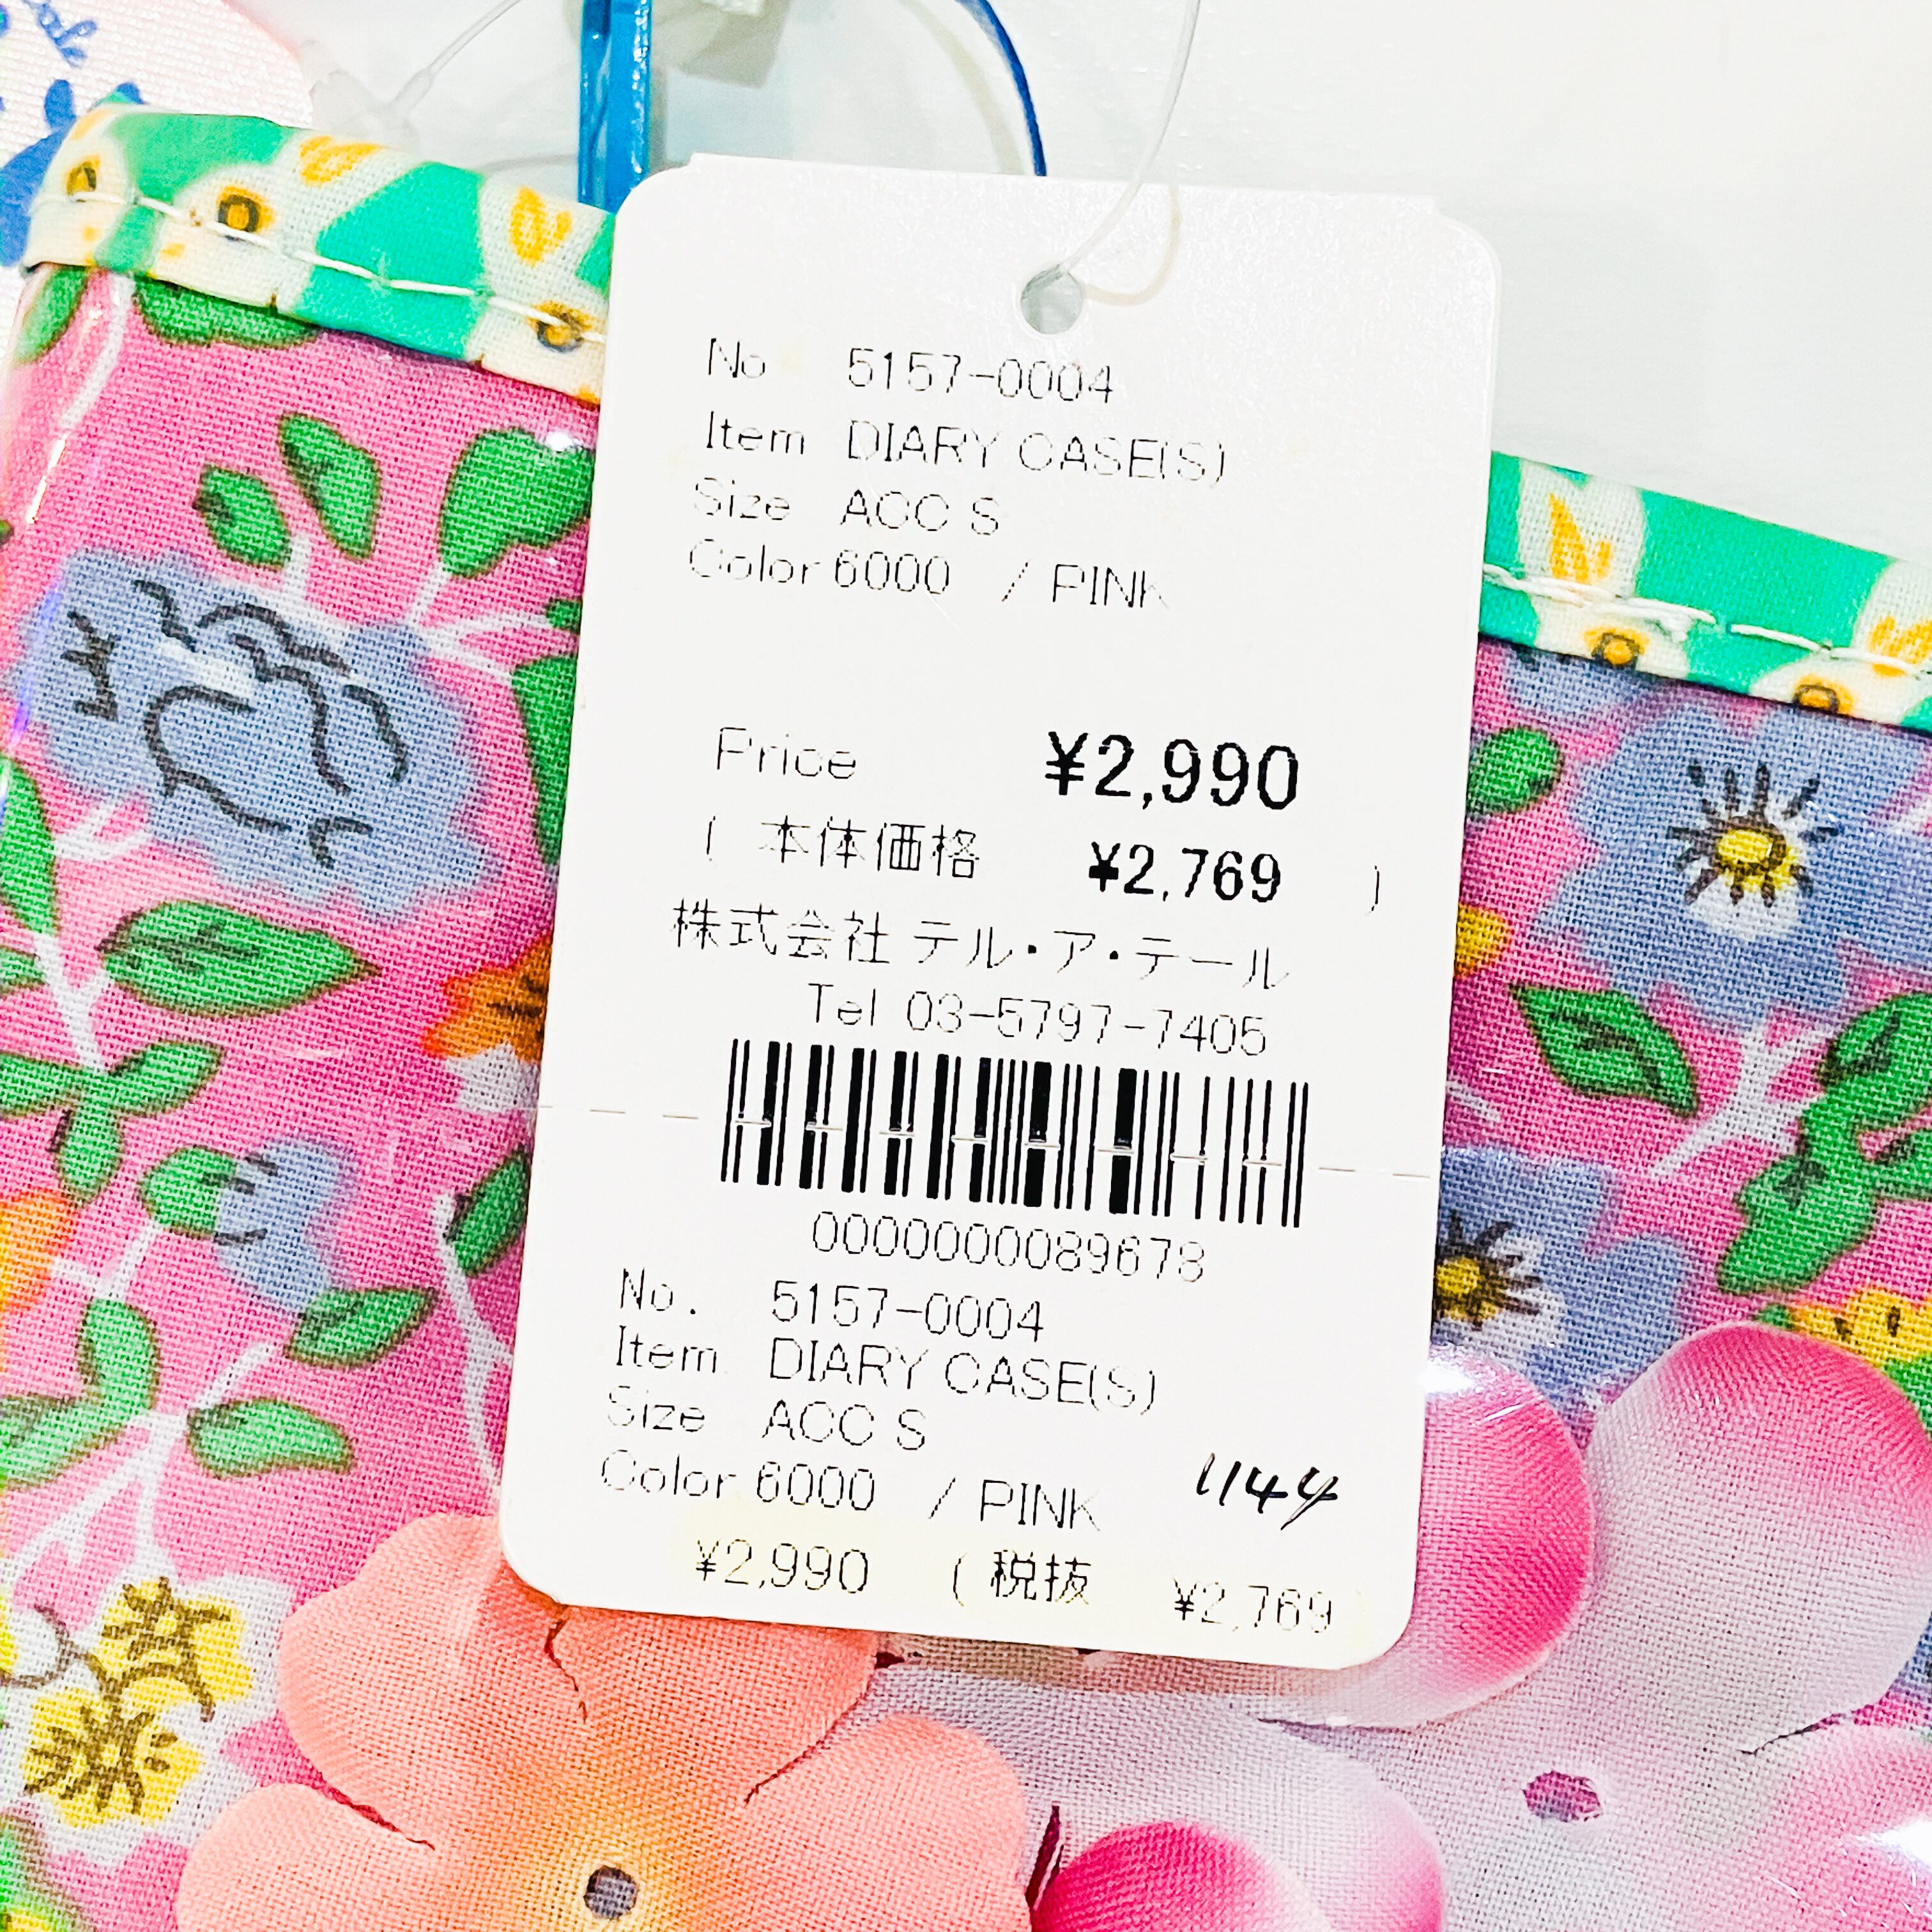 No 5157-0004
Item DIARY CASE(S)
Size ACC S
Color 6000 / PINK
Price ¥2,990
( 本体価格 ¥2,769 )
株式会社 テル・ア・テール
Tel 03-5797-7405
0000000089678
No. 5157-0004
Item DIARY CASE(S)
Size ACC S
Color 6000 / PINK
1144
¥2,990 ( 税抜 ¥2,769)